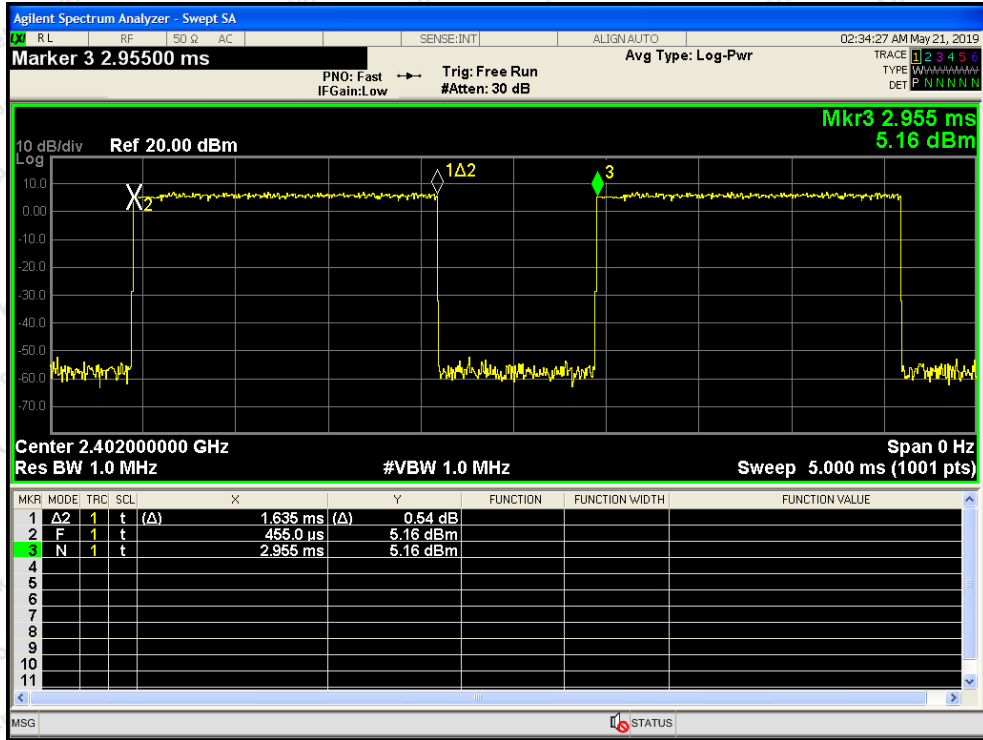 Agilent Spectrum Analyzer - Swept SA
LXI RL RF 50 Ω AC SENSE:INT ALIGN AUTO 02:34:27 AM May 21, 2019
Marker 3 2.95500 ms Avg Type: Log-Pwr TRACE 1 2 3 4 5 6
PNO: Fast Trig: Free Run TYPE WWWWWW
IFGain:Low #Atten: 30 dB DET P N N N N N
Mkr3 2.955 ms
10 dB/div Ref 20.00 dBm 5.16 dBm
Log
1Δ2
3
10.0
2
0.00
-10.0
-20.0
-30.0
-40.0
-50.0
-60.0
-70.0
Center 2.402000000 GHz Span 0 Hz
Res BW 1.0 MHz #VBW 1.0 MHz Sweep 5.000 ms (1001 pts)
MKR MODE TRC SCL X Y FUNCTION FUNCTION WIDTH FUNCTION VALUE
1 Δ2 1 t (Δ) 1.635 ms (Δ) 0.54 dB
2 F 1 t 455.0 µs 5.16 dBm
3 N 1 t 2.955 ms 5.16 dBm
4
5
6
7
8
9
10
11
MSG STATUS